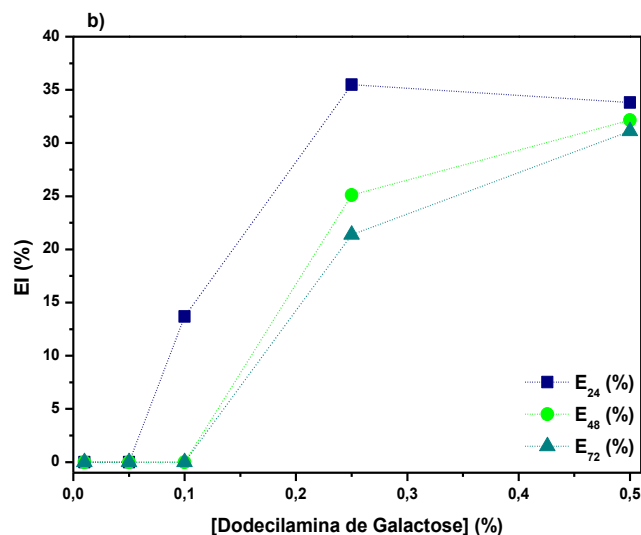 b)
40
35
30
25
20
15
10
5
0
EI (%)
E24 (%)
E48 (%)
E72 (%)
0,0 0,1 0,2 0,3 0,4 0,5
[Dodecilamina de Galactose] (%)